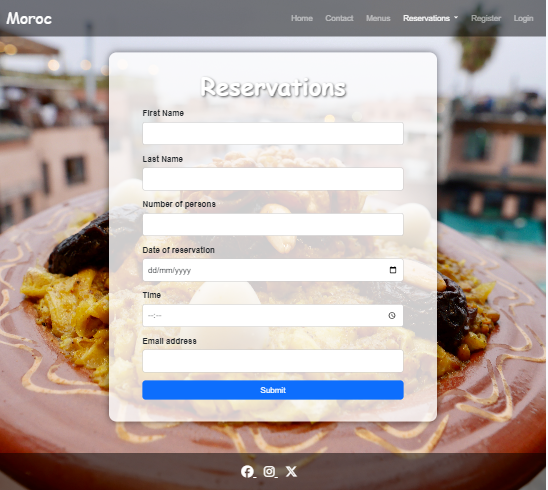 Moroc
Home Contact Menus Reservations Register Login
Reservations
First Name
Last Name
Number of persons
Date of reservation
dd/mm/yyyy
Time
--:--
Email address
Submit